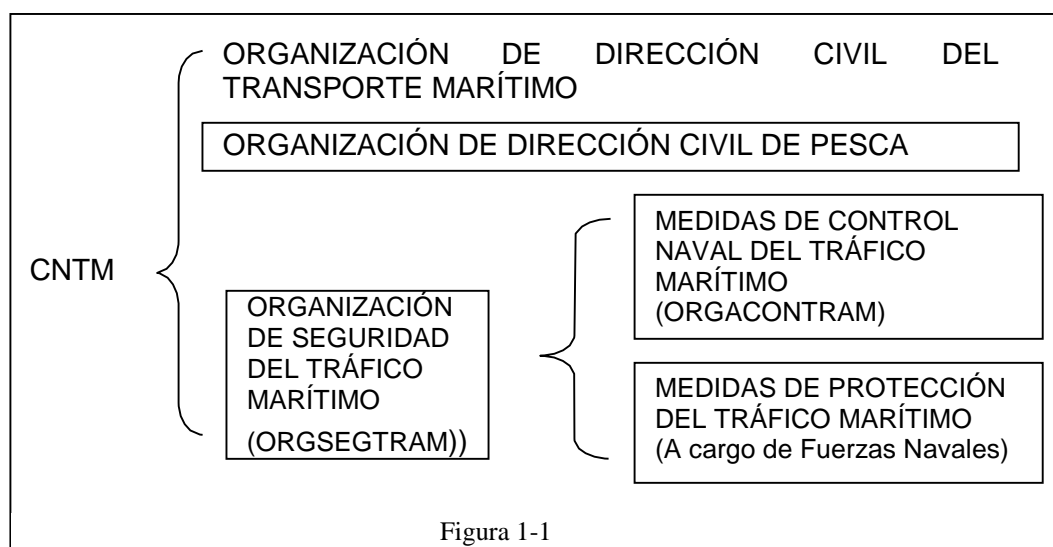 ORGANIZACIÓN DE DIRECCIÓN CIVIL DEL
TRANSPORTE MARÍTIMO
ORGANIZACIÓN DE DIRECCIÓN CIVIL DE PESCA
CNTM
ORGANIZACIÓN
DE SEGURIDAD
DEL TRÁFICO
MARÍTIMO
(ORGSEGTRAM))
MEDIDAS DE CONTROL
NAVAL DEL TRÁFICO
MARÍTIMO
(ORGACONTRAM)
MEDIDAS DE PROTECCIÓN
DEL TRÁFICO MARÍTIMO
(A cargo de Fuerzas Navales)
Figura 1-1